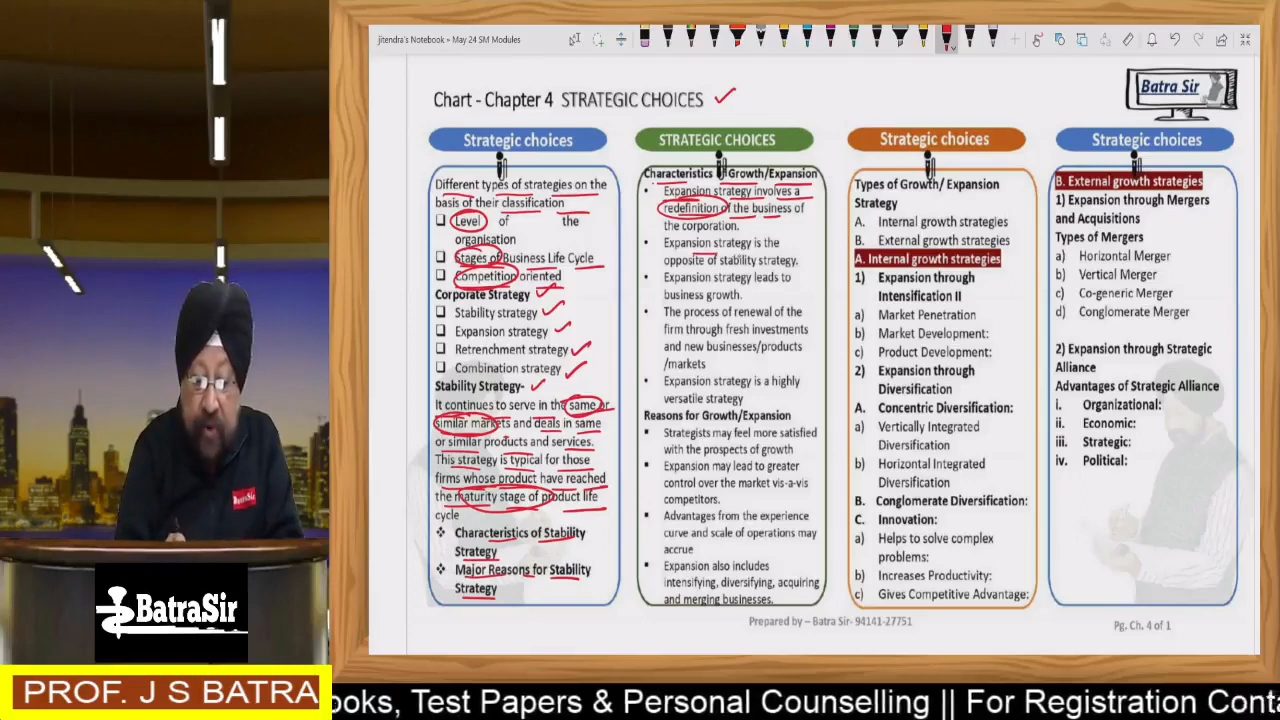 Jitendra's Notebook » May 24 SM Modules
Chart - Chapter 4 STRATEGIC CHOICES
Batra Sir
Strategic choices
Different types of strategies on the
basis of their classification
Level of the
organisation
Stages of Business Life Cycle
Competition oriented
Corporate Strategy
Stability strategy
Expansion strategy
Retrenchment strategy
Combination strategy
Stability Strategy-
It continues to serve in the same or
similar markets and deals in same
or similar products and services.
This strategy is typical for those
firms whose product have reached
the maturity stage of product life
cycle
Characteristics of Stability
Strategy
Major Reasons for Stability
Strategy
STRATEGIC CHOICES
Characteristics of Growth/Expansion
• Expansion strategy involves a
redefinition of the business of
the corporation.
• Expansion strategy is the
opposite of stability strategy.
• Expansion strategy leads to
business growth.
• The process of renewal of the
firm through fresh investments
and new businesses/products
/markets
• Expansion strategy is a highly
versatile strategy
Reasons for Growth/Expansion
Strategists may feel more satisfied
with the prospects of growth
Expansion may lead to greater
control over the market vis-a-vis
competitors.
Advantages from the experience
curve and scale of operations may
accrue
Expansion also includes
intensifying, diversifying, acquiring
and merging businesses.
Strategic choices
Types of Growth/ Expansion
Strategy
A. Internal growth strategies
B. External growth strategies
A. Internal growth strategies
1) Expansion through
Intensification II
a) Market Penetration
b) Market Development:
c) Product Development:
2) Expansion through
Diversification
A. Concentric Diversification:
a) Vertically Integrated
Diversification
b) Horizontal Integrated
Diversification
B. Conglomerate Diversification:
C. Innovation:
a) Helps to solve complex
problems:
b) Increases Productivity:
c) Gives Competitive Advantage:
Strategic choices
B. External growth strategies
1) Expansion through Mergers
and Acquisitions
Types of Mergers
a) Horizontal Merger
b) Vertical Merger
c) Co-generic Merger
d) Conglomerate Merger
2) Expansion through Strategic
Alliance
Advantages of Strategic Alliance
i. Organizational:
ii. Economic:
iii. Strategic:
iv. Political:
Prepared by – Batra Sir- 94141-27751
Pg. Ch. 4 of 1
BatraSir
BatraSir
PROF. J S BATRA
ooks, Test Papers & Personal Counselling || For Registration Conta